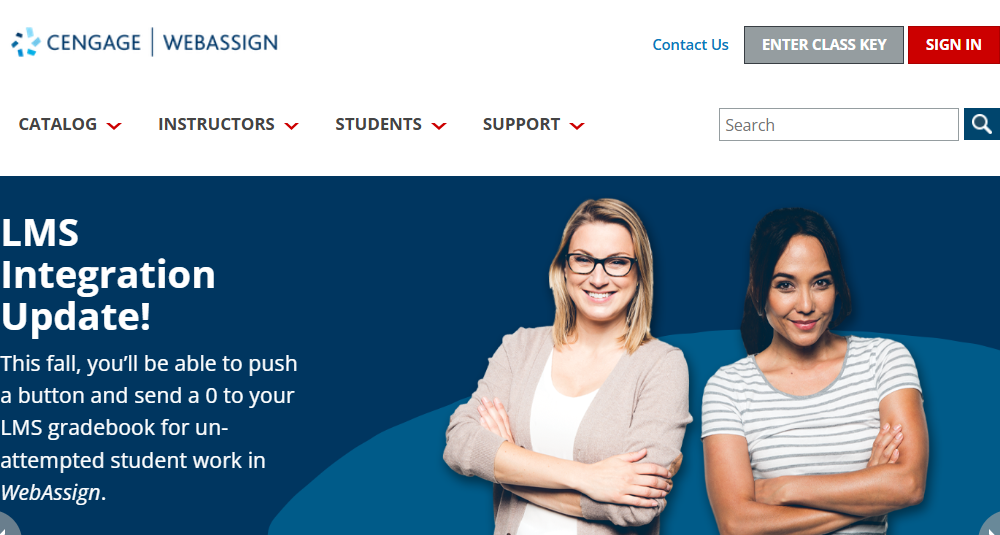 CENGAGE | WEBASSIGN
Contact Us
ENTER CLASS KEY
SIGN IN
CATALOG
INSTRUCTORS
STUDENTS
SUPPORT
Search
LMS
Integration
Update!
This fall, you’ll be able to push
a button and send a 0 to your
LMS gradebook for un-
attempted student work in
WebAssign.